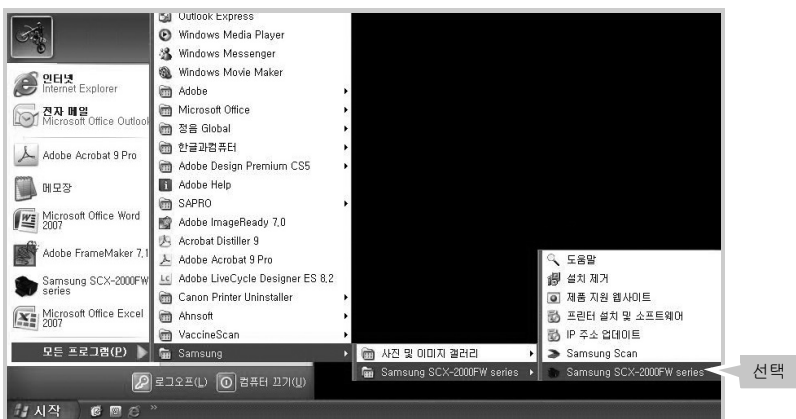 인터넷
Internet Explorer
전자 메일
Microsoft Office Outlook
Adobe Acrobat 9 Pro
메모장
Microsoft Office Word
2007
Adobe FrameMaker 7,1
Samsung SCX-2000FW
series
Microsoft Office Excel
2007
모든 프로그램(P)
Outlook Express
Windows Media Player
Windows Messenger
Windows Movie Maker
Adobe
Microsoft Office
정음 Global
한글과컴퓨터
Adobe Design Premium CS5
Adobe Help
SAPRO
Adobe ImageReady 7,0
Acrobat Distiller 9
Adobe Acrobat 9 Pro
Adobe LiveCycle Designer ES 8,2
Canon Printer Uninstaller
Ahnsoft
VaccineScan
Samsung
사진 및 이미지 갤러리
Samsung SCX-2000FW series
도움말
설치 제거
제품 지원 웹사이트
프린터 설치 및 소프트웨어
IP 주소 업데이트
Samsung Scan
Samsung SCX-2000FW series
선택
로그오프(L)
컴퓨터 끄기(U)
시작